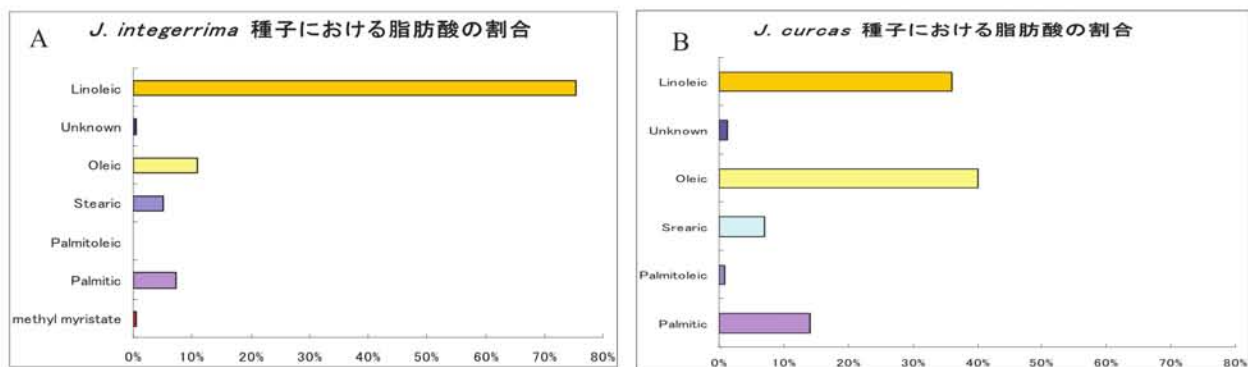 A
J. integerrima 種子における脂肪酸の割合
Linoleic
Unknown
Oleic
Stearic
Palmitoleic
Palmitic
methyl myristate
0% 10% 20% 30% 40% 50% 60% 70% 80%
B
J. curcas 種子における脂肪酸の割合
Linoleic
Unknown
Oleic
Srearic
Palmitoleic
Palmitic
0% 10% 20% 30% 40% 50% 60% 70% 80%